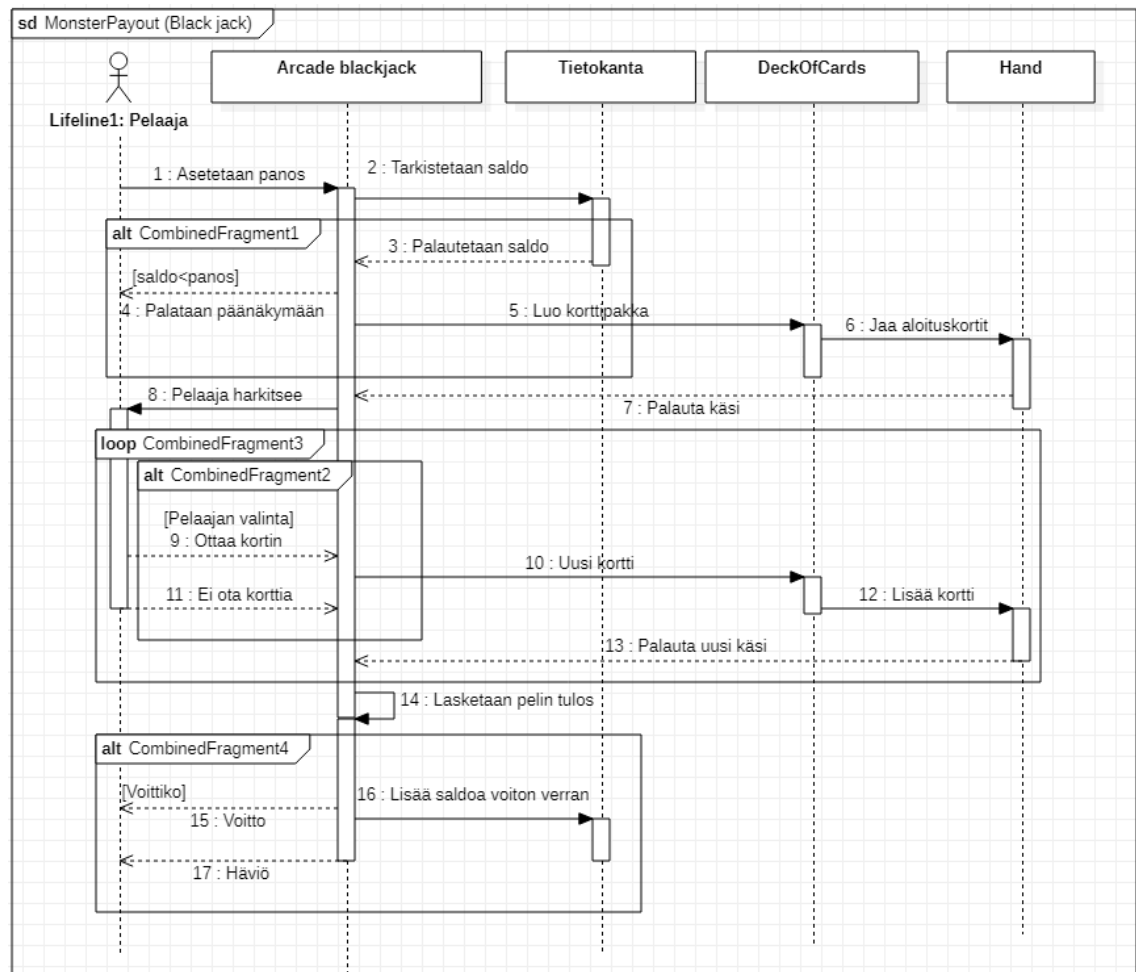 sd MonsterPayout (Black jack)
Arcade blackjack
Tietokanta
DeckOfCards
Hand
Lifeline1: Pelaaja
1 : Asetetaan panos
2 : Tarkistetaan saldo
alt CombinedFragment1
3 : Palautetaan saldo
[saldo<panos]
4 : Palataan päänäkymään
5 : Luo korttipakka
6 : Jaa aloituskortit
8 : Pelaaja harkitsee
7 : Palauta käsi
loop CombinedFragment3
alt CombinedFragment2
[Pelaajan valinta]
9 : Ottaa kortin
10 : Uusi kortti
11 : Ei ota korttia
12 : Lisää kortti
13 : Palauta uusi käsi
14 : Lasketaan pelin tulos
alt CombinedFragment4
[Voittiko]
16 : Lisää saldoa voiton verran
15 : Voitto
17 : Häviö